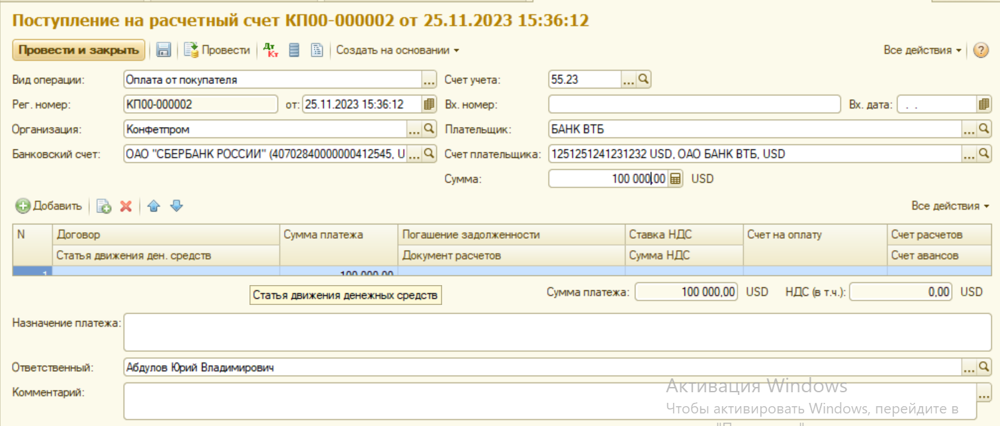 Поступление на расчетный счет КП00-000002 от 25.11.2023 15:36:12
Провести и закрыть Провести Дт Кт Создать на основании Все действия ?
Вид операции: Оплата от покупателя ... Счет учета: 55.23 ...
Рег. номер: КП00-000002 от: 25.11.2023 15:36:12 Вх. номер: Вх. дата: . .
Организация: Конфетпром ... Плательщик: БАНК ВТБ ...
Банковский счет: ОАО "СБЕРБАНК РОССИИ" (40702840000000412545, U ... Счет плательщика: 1251251241231232 USD, ОАО БАНК ВТБ, USD ...
Сумма: 100 000,00 USD
Добавить Все действия
N Договор Сумма платежа Погашение задолженности Ставка НДС Счет на оплату Счет расчетов
Статья движения ден. средств Документ расчетов Сумма НДС Счет авансов
1 100 000,00
Статья движения денежных средств
Сумма платежа: 100 000,00 USD НДС (в т.ч.): 0,00 USD
Назначение платежа:
Ответственный: Абдулов Юрий Владимирович ...
Комментарий: ...
Активация Windows
Чтобы активировать Windows, перейдите в